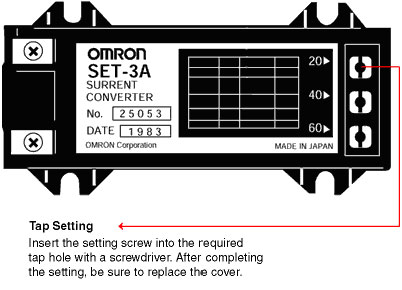 OMRON
SET-3A
SURRENT
CONVERTER
No. 25053
DATE 1983
OMRON Corporation
20
40
60
MADE IN JAPAN
Tap Setting
Insert the setting screw into the required
tap hole with a screwdriver. After completing
the setting, be sure to replace the cover.